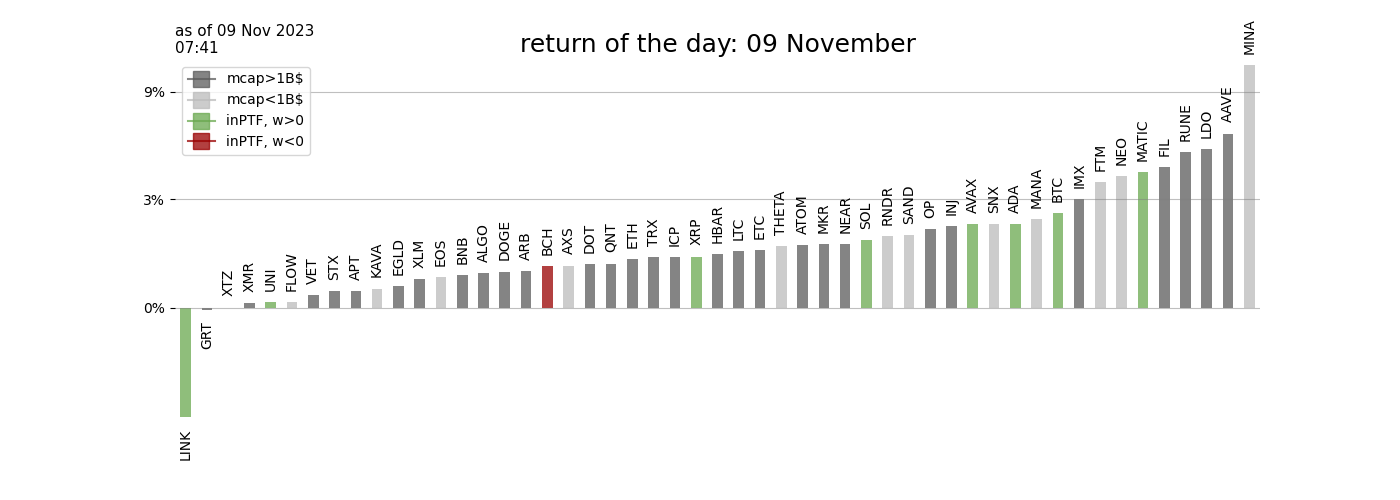 as of 09 Nov 2023
07:41
return of the day: 09 November
mcap>1B$
mcap<1B$
inPTF, w>0
inPTF, w<0
9%
3%
0%
LINK
GRT
XTZ
XMR
UNI
FLOW
VET
STX
APT
KAVA
EGLD
XLM
EOS
BNB
ALGO
DOGE
ARB
BCH
AXS
DOT
QNT
ETH
TRX
ICP
XRP
HBAR
LTC
ETC
THETA
ATOM
MKR
NEAR
SOL
RNDR
SAND
OP
INJ
AVAX
SNX
ADA
MANA
BTC
IMX
FTM
NEO
MATIC
FIL
RUNE
LDO
AAVE
MINA